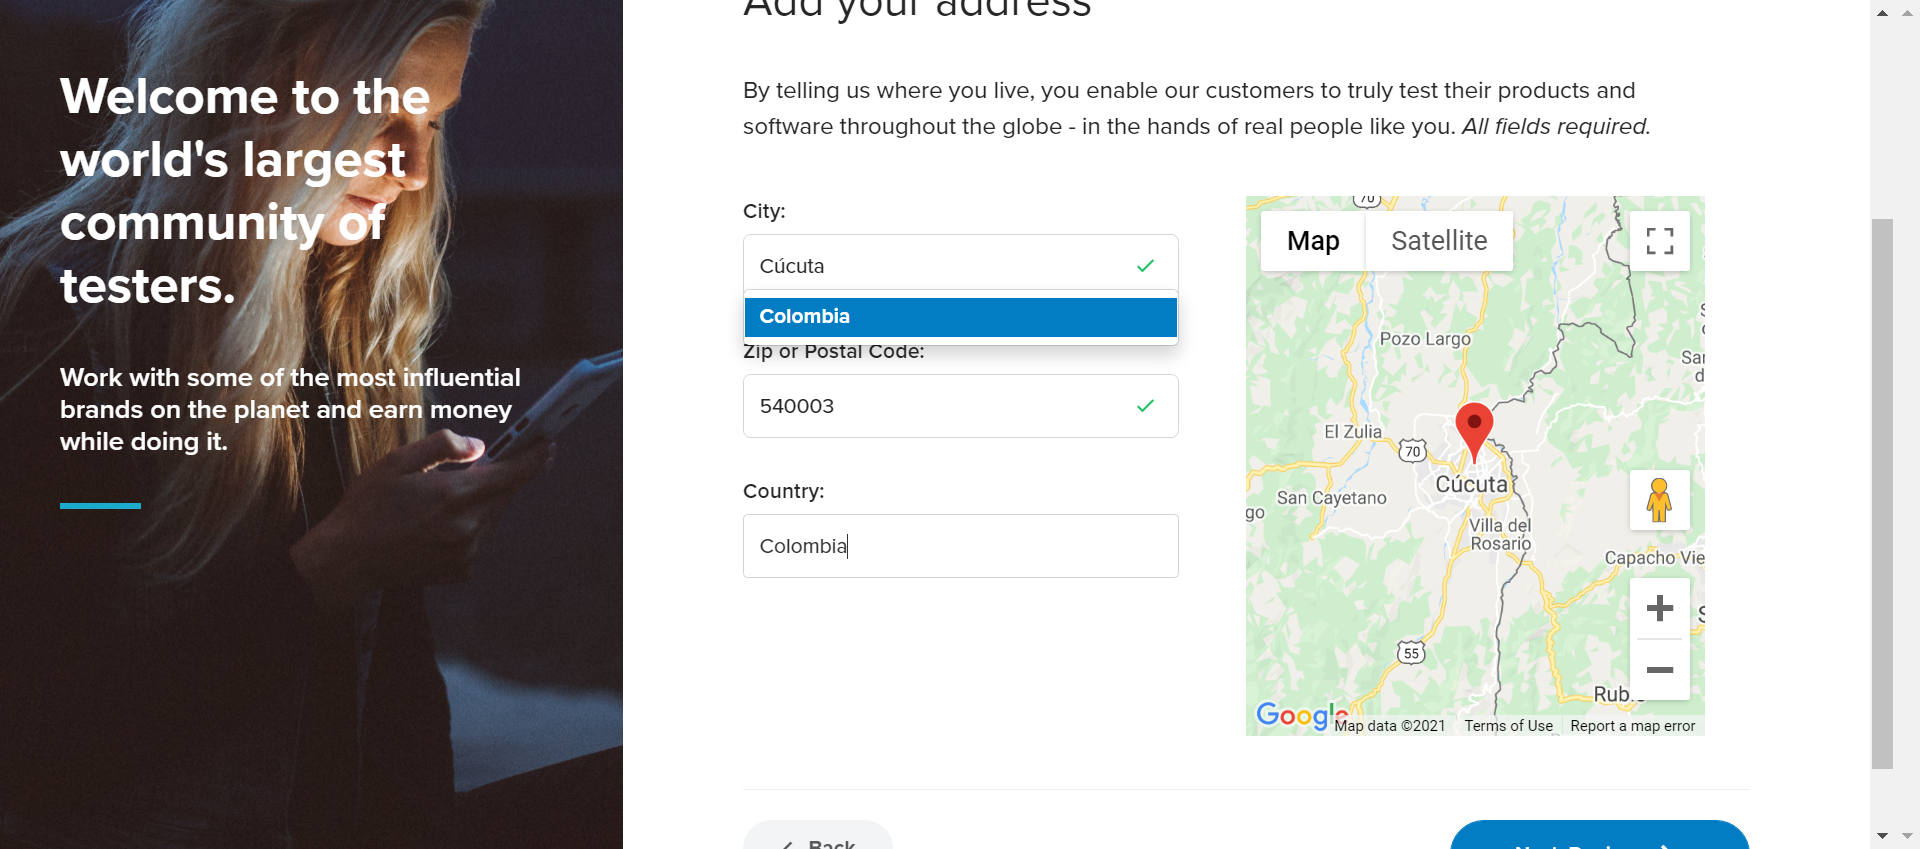 Add your address
Welcome to the
world's largest
community of
testers.
Work with some of the most influential
brands on the planet and earn money
while doing it.
By telling us where you live, you enable our customers to truly test their products and
software throughout the globe - in the hands of real people like you. All fields required.
City:
Cúcuta
Colombia
Zip or Postal Code:
540003
Country:
Colombia
70
Map
Satellite
Pozo Largo
El Zulia
70
Cúcuta
San Cayetano
go
Villa del
Rosario
Capacho Vie
55
Google
Map data ©2021
Terms of Use
Report a map error
Back